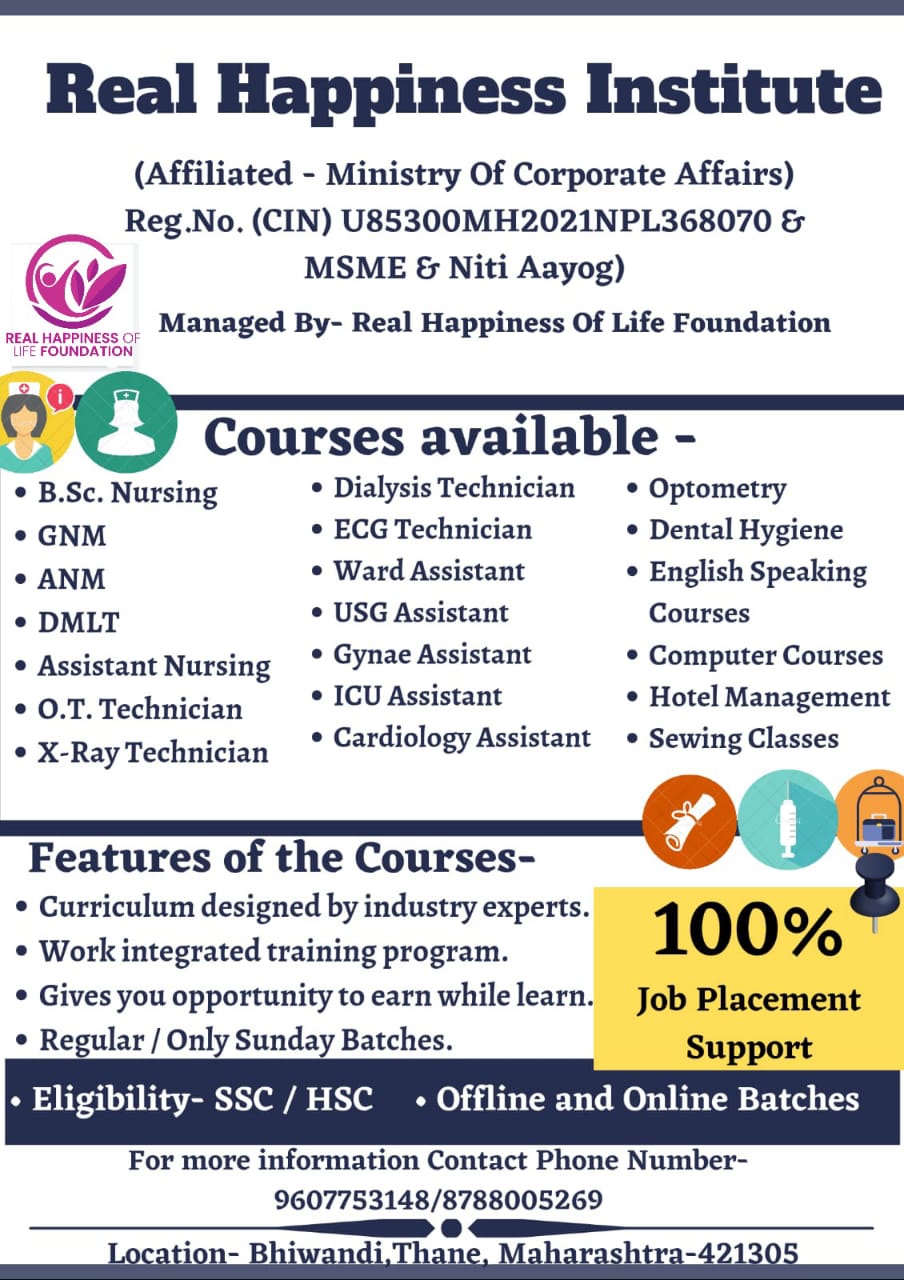 Real Happiness Institute
(Affiliated - Ministry Of Corporate Affairs)
Reg.No. (CIN) U85300MH2021NPL368070 &
MSME & Niti Aayog)
REAL HAPPINESS OF
LIFE FOUNDATION
Managed By- Real Happiness Of Life Foundation
i
Courses available -
• B.Sc. Nursing
• GNM
• ANM
• DMLT
• Assistant Nursing
• O.T. Technician
• X-Ray Technician
• Dialysis Technician
• ECG Technician
• Ward Assistant
• USG Assistant
• Gynae Assistant
• ICU Assistant
• Cardiology Assistant
• Optometry
• Dental Hygiene
• English Speaking
Courses
• Computer Courses
• Hotel Management
• Sewing Classes
Features of the Courses-
• Curriculum designed by industry experts.
• Work integrated training program.
• Gives you opportunity to earn while learn.
• Regular / Only Sunday Batches.
100%
Job Placement
Support
• Eligibility- SSC / HSC • Offline and Online Batches
For more information Contact Phone Number-
9607753148/8788005269
Location- Bhiwandi,Thane, Maharashtra-421305